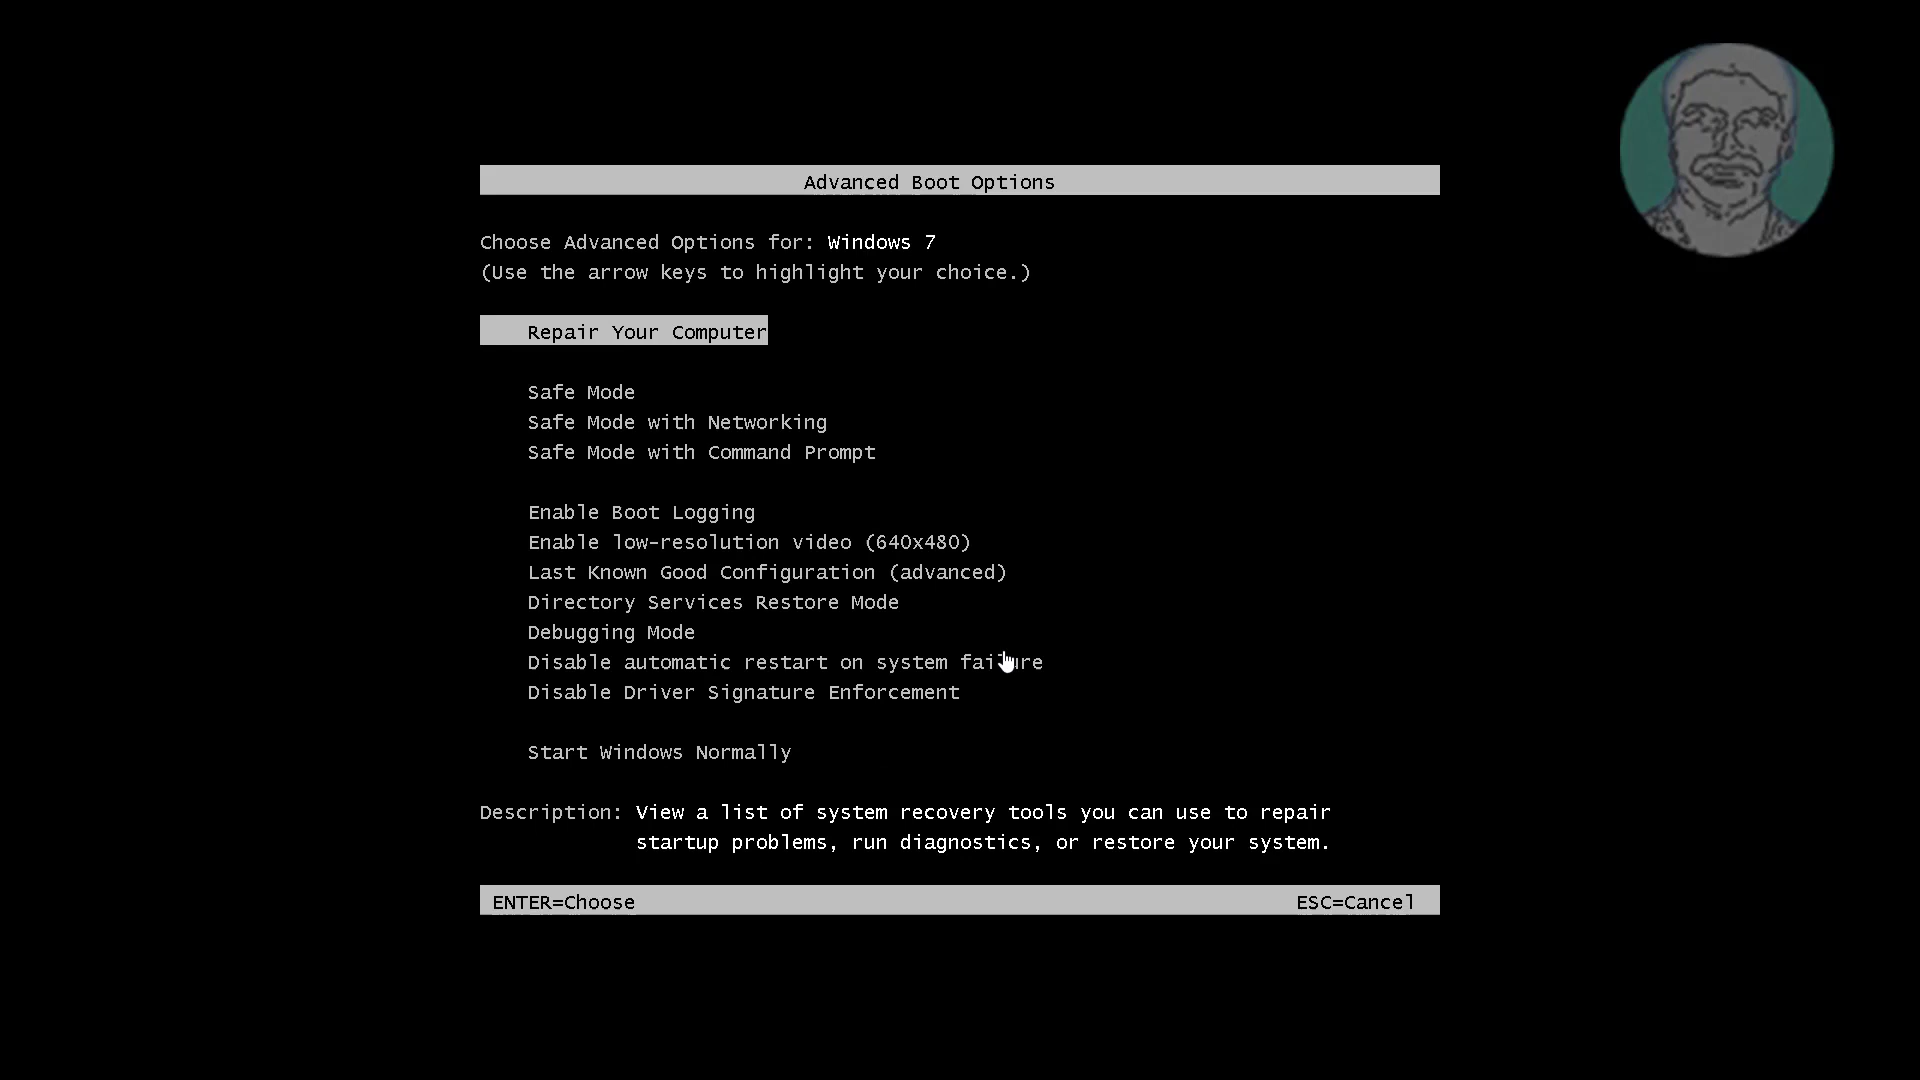 Advanced Boot Options
Choose Advanced Options for: Windows 7
(Use the arrow keys to highlight your choice.)
Repair Your Computer
Safe Mode
Safe Mode with Networking
Safe Mode with Command Prompt
Enable Boot Logging
Enable low-resolution video (640x480)
Last Known Good Configuration (advanced)
Directory Services Restore Mode
Debugging Mode
Disable automatic restart on system failure
Disable Driver Signature Enforcement
Start Windows Normally
Description: View a list of system recovery tools you can use to repair
startup problems, run diagnostics, or restore your system.
ENTER=Choose ESC=Cancel